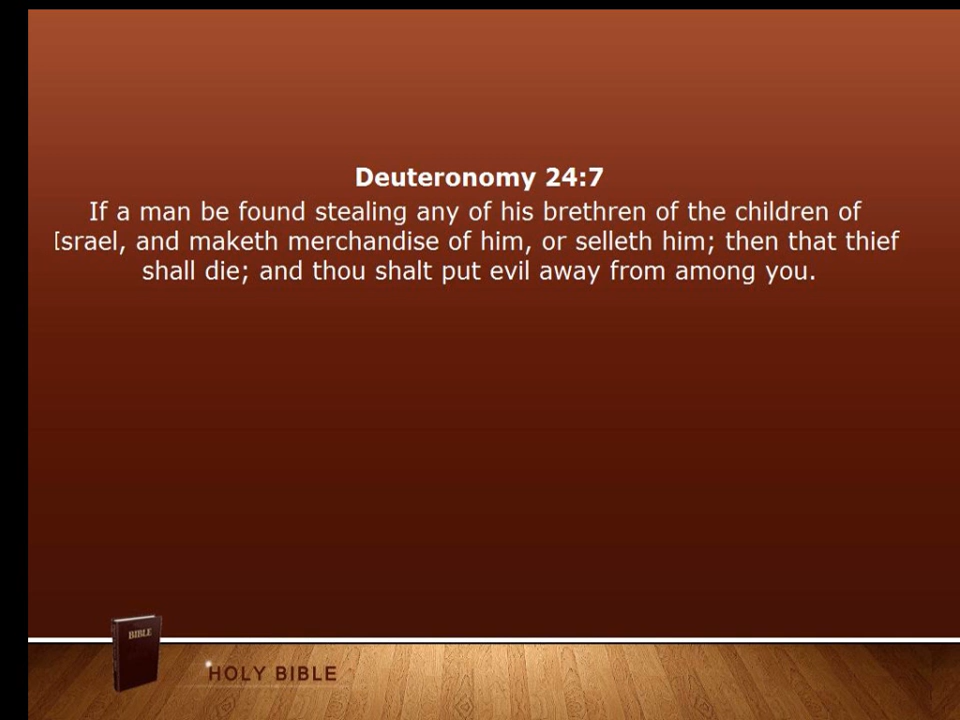 Deuteronomy 24:7
If a man be found stealing any of his brethren of the children of
Israel, and maketh merchandise of him, or selleth him; then that thief
shall die; and thou shalt put evil away from among you.
BIBLE
HOLY BIBLE